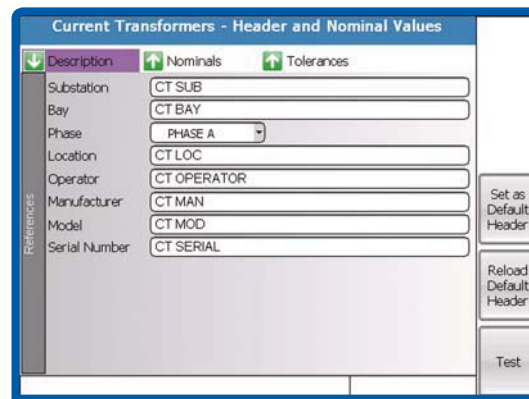 Current Transformers - Header and Nominal Values
Description Nominals Tolerances
References
Substation CT SUB
Bay CT BAY
Phase PHASE A
Location CT LOC
Operator CT OPERATOR
Manufacturer CT MAN
Model CT MOD
Serial Number CT SERIAL
Set as
Default
Header
Reload
Default
Header
Test